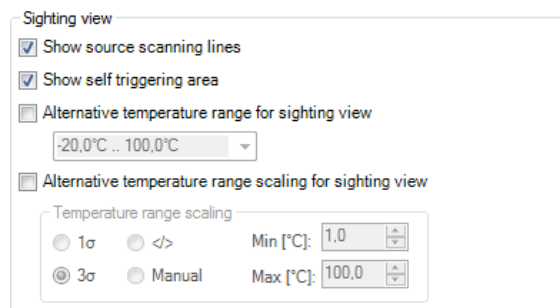 Sighting view
Show source scanning lines
Show self triggering area
Alternative temperature range for sighting view
-20,0°C .. 100,0°C
Alternative temperature range scaling for sighting view
Temperature range scaling
1σ </> Min [°C]: 1,0
3σ Manual Max [°C]: 100,0